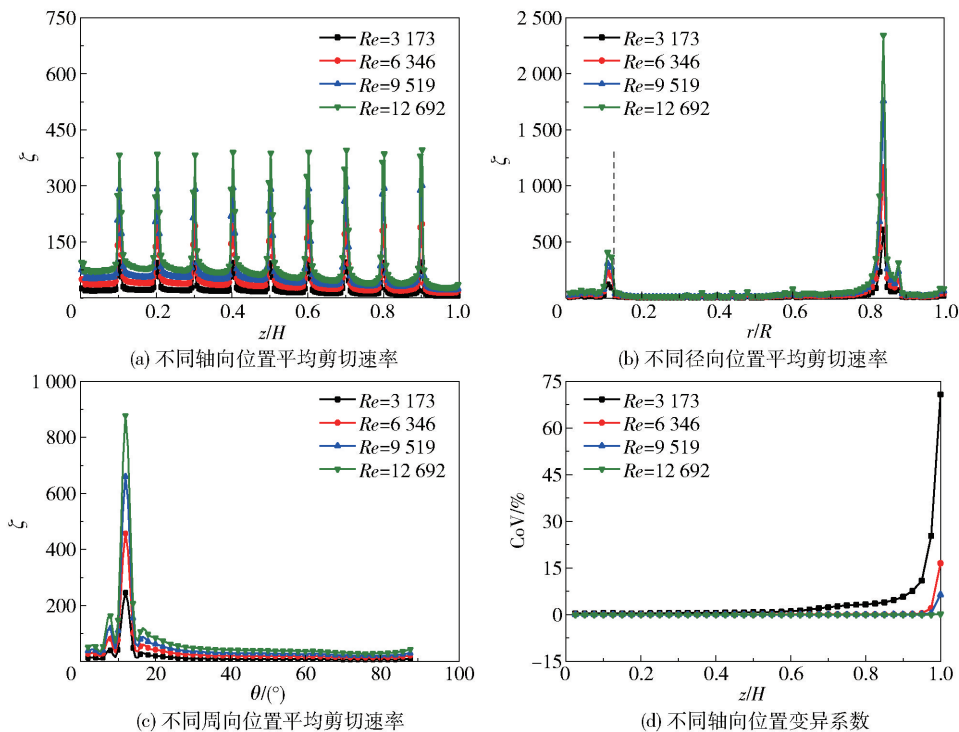 750
600
450
300
150
0
ζ
Re=3 173
Re=6 346
Re=9 519
Re=12 692
0 0.2 0.4 0.6 0.8 1.0
z/H
(a) 不同轴向位置平均剪切速率
2 500
2 000
1 500
1 000
500
0
ζ
Re=3 173
Re=6 346
Re=9 519
Re=12 692
0.2 0.4 0.6 0.8 1.0
r/R
(b) 不同径向平均剪切速率
1 000
800
600
400
200
0
ζ
Re=3 173
Re=6 346
Re=9 519
Re=12 692
20 40 60 80 100
θ/(°)
(c) 不同周向位置平均剪切速率
75
60
45
30
15
0
−15
CoV/%
Re=3 173
Re=6 346
Re=9 519
Re=12 692
0 0.2 0.4 0.6 0.8 1.0
z/H
(d) 不同轴向位置变异系数